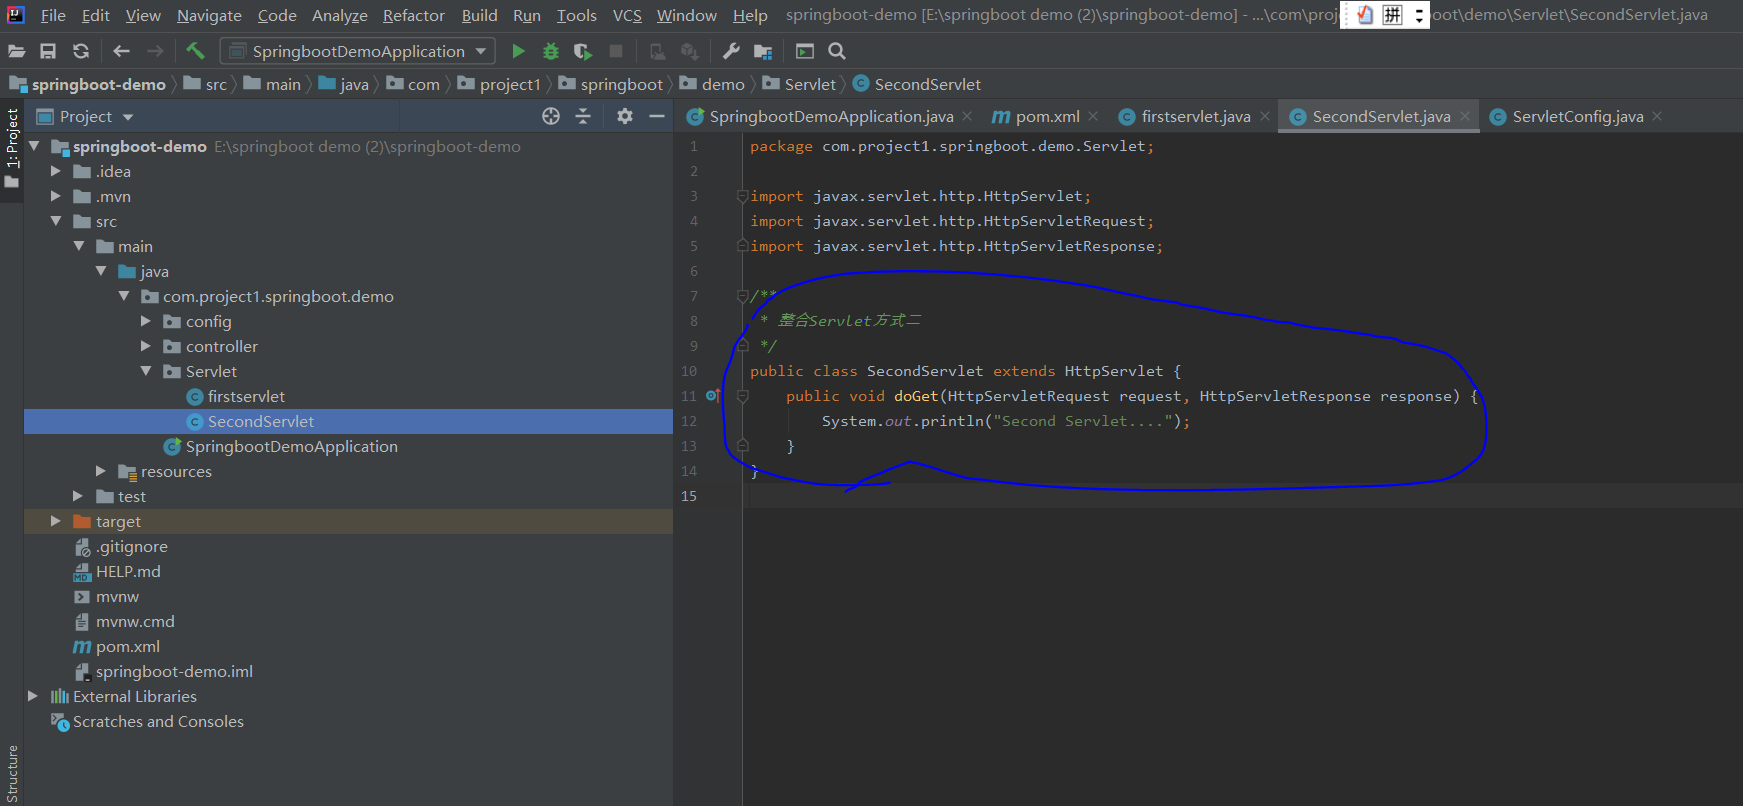 File Edit View Navigate Code Analyze Refactor Build Run Tools VCS Window Help springboot-demo [E:\springboot demo (2)\springboot-demo] - ...\com\proj 拼 oot\demo\Servlet\SecondServlet.java
SpringbootDemoApplication
springboot-demo src main java com project1 springboot demo Servlet SecondServlet
Project
SpringbootDemoApplication.java pom.xml firstservlet.java SecondServlet.java ServletConfig.java
1: Project
springboot-demo E:\springboot demo (2)\springboot-demo
.idea
.mvn
src
main
java
com.project1.springboot.demo
config
controller
Servlet
firstservlet
SecondServlet
SpringbootDemoApplication
resources
test
target
.gitignore
HELP.md
mvnw
mvnw.cmd
pom.xml
springboot-demo.iml
External Libraries
Scratches and Consoles
Structure
1 package com.project1.springboot.demo.Servlet;
2
3 import javax.servlet.http.HttpServlet;
4 import javax.servlet.http.HttpServletRequest;
5 import javax.servlet.http.HttpServletResponse;
6
7 /**
8 * 整合Servlet方式二
9 */
10 public class SecondServlet extends HttpServlet {
11 public void doGet(HttpServletRequest request, HttpServletResponse response) {
12 System.out.println("Second Servlet....");
13 }
14 }
15